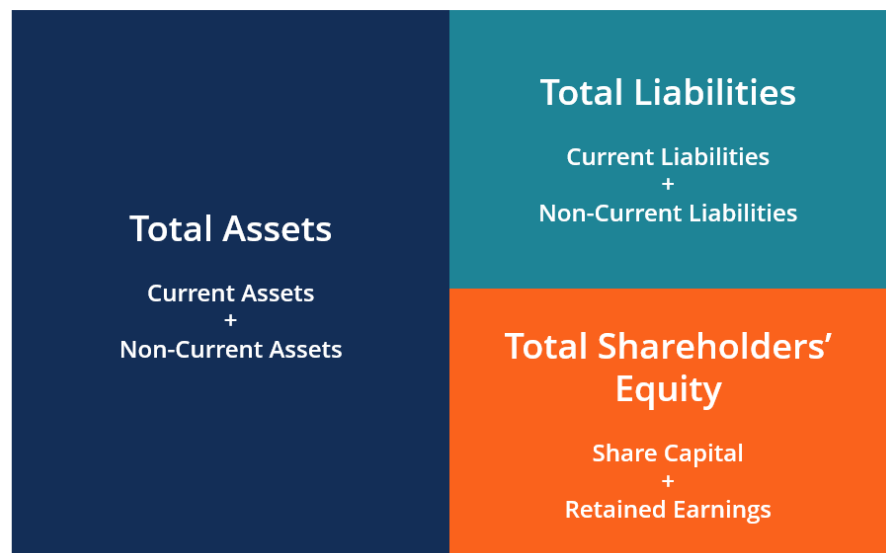 Total Assets
Current Assets
+
Non-Current Assets
Total Liabilities
Current Liabilities
+
Non-Current Liabilities
Total Shareholders’
Equity
Share Capital
+
Retained Earnings